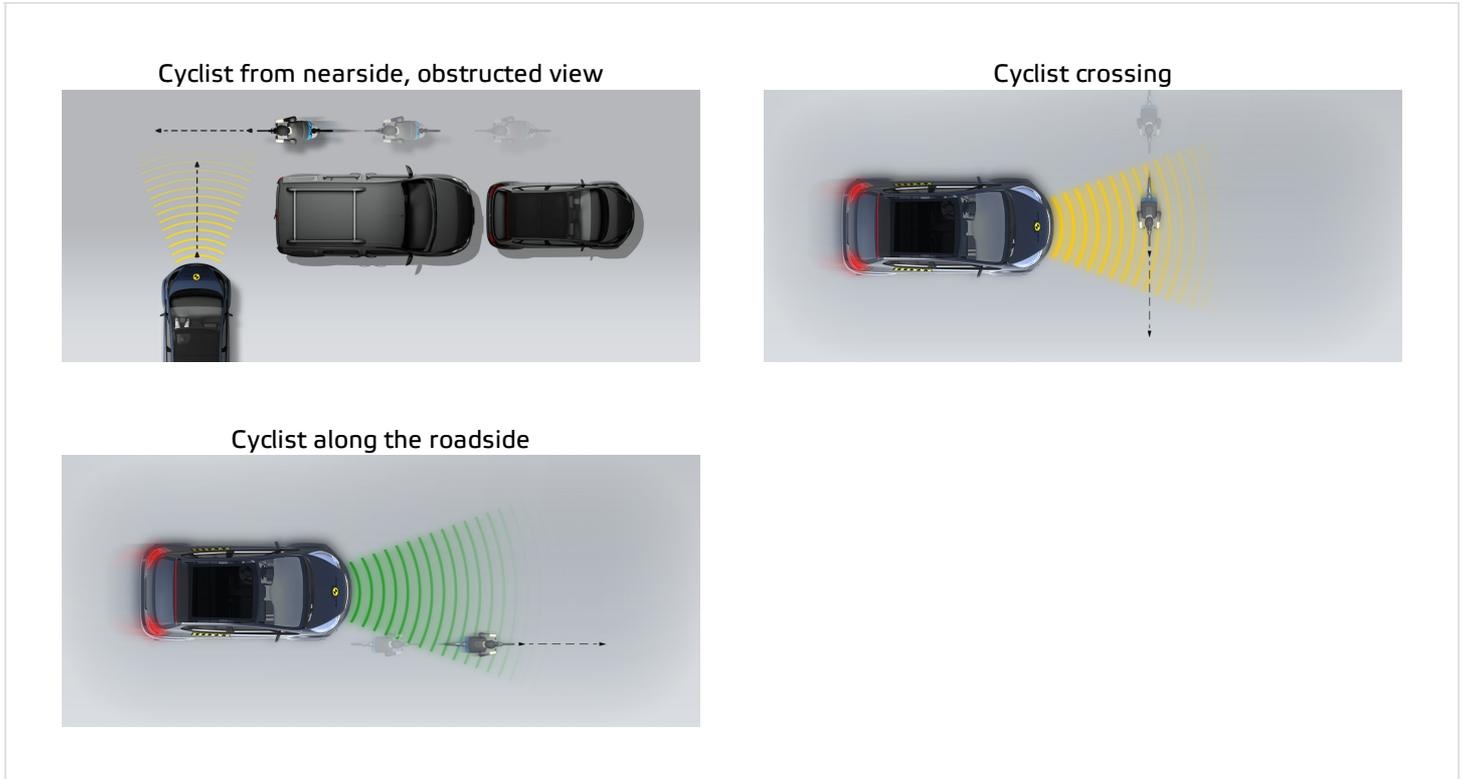 Cyclist from nearside, obstructed view
Cyclist crossing
Cyclist along the roadside